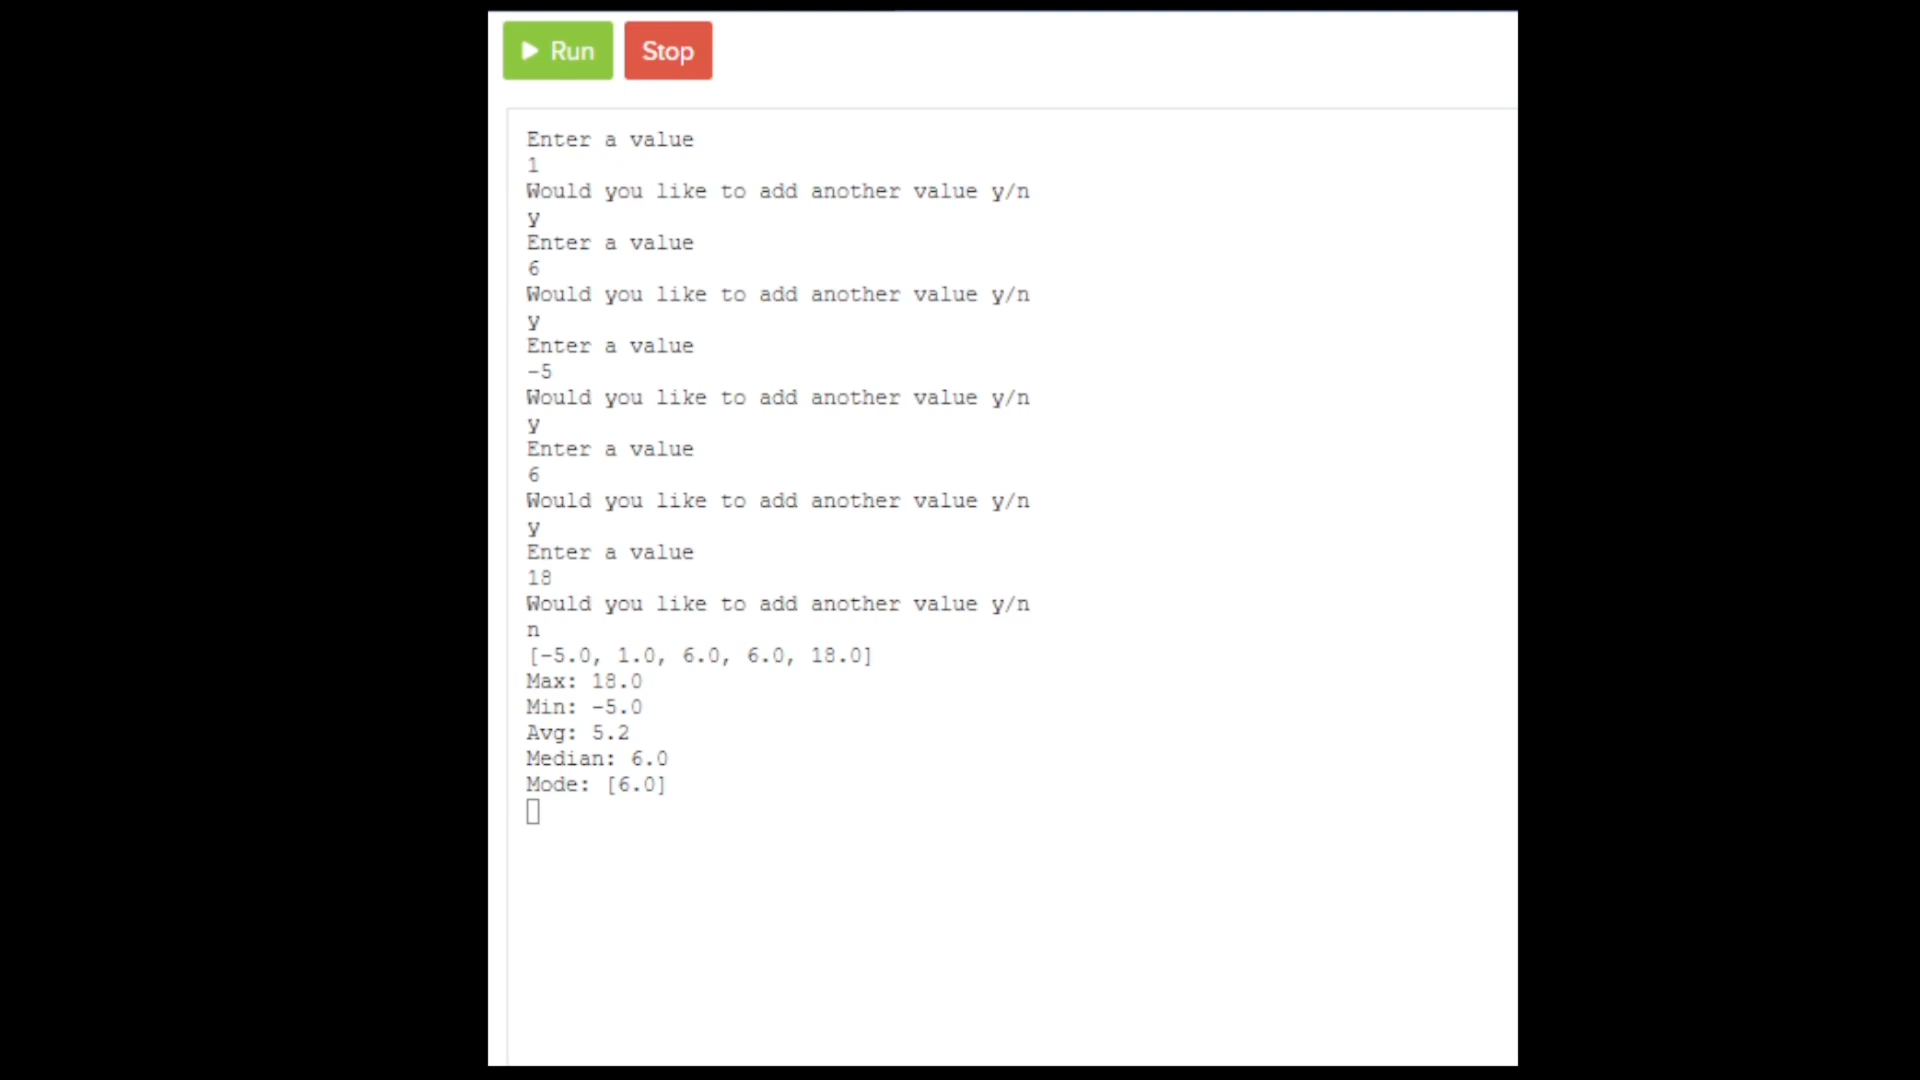 Run Stop
Enter a value
1
Would you like to add another value y/n
y
Enter a value
6
Would you like to add another value y/n
y
Enter a value
-5
Would you like to add another value y/n
y
Enter a value
6
Would you like to add another value y/n
y
Enter a value
18
Would you like to add another value y/n
n
[-5.0, 1.0, 6.0, 6.0, 18.0]
Max: 18.0
Min: -5.0
Avg: 5.2
Median: 6.0
Mode: [6.0]